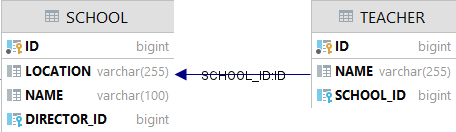 SCHOOL
ID bigint
LOCATION varchar(255)
NAME varchar(100)
DIRECTOR_ID bigint
SCHOOL_ID:ID
TEACHER
ID bigint
NAME varchar(255)
SCHOOL_ID bigint